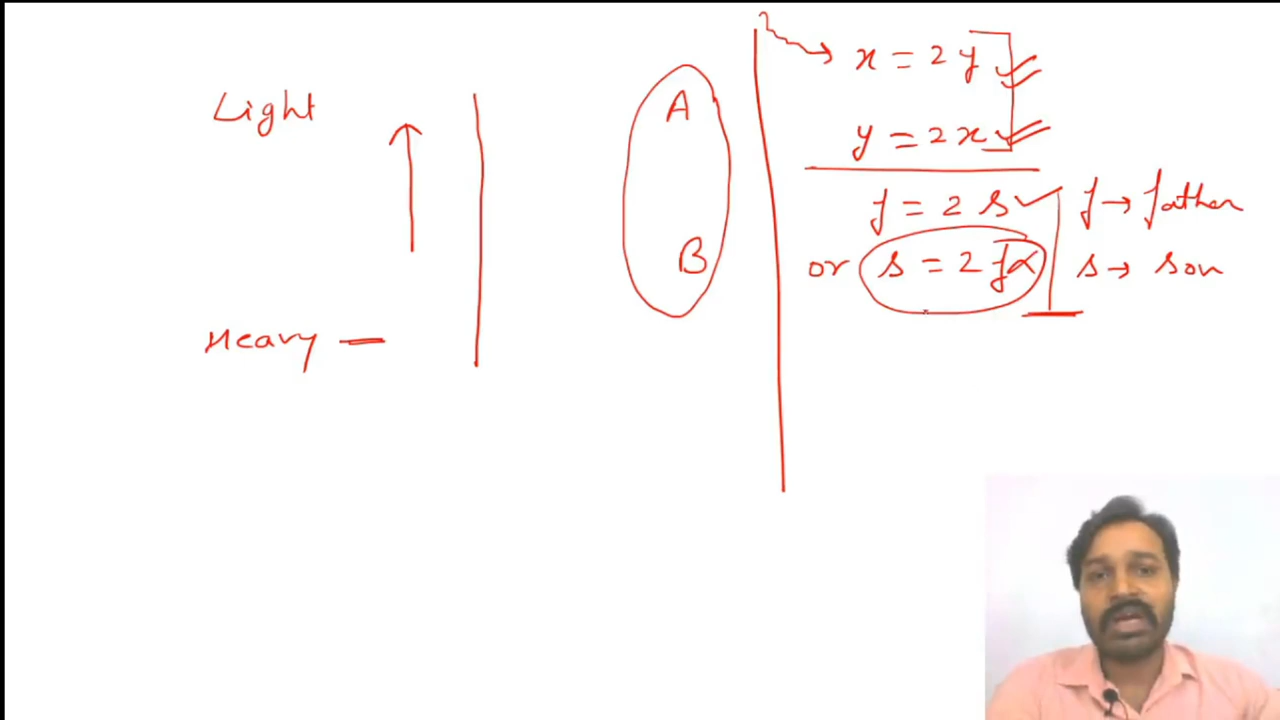 Light
Heavy —
A
B
x = 2y
y = 2x
f = 2s
or s = 2f
f → father
s → son